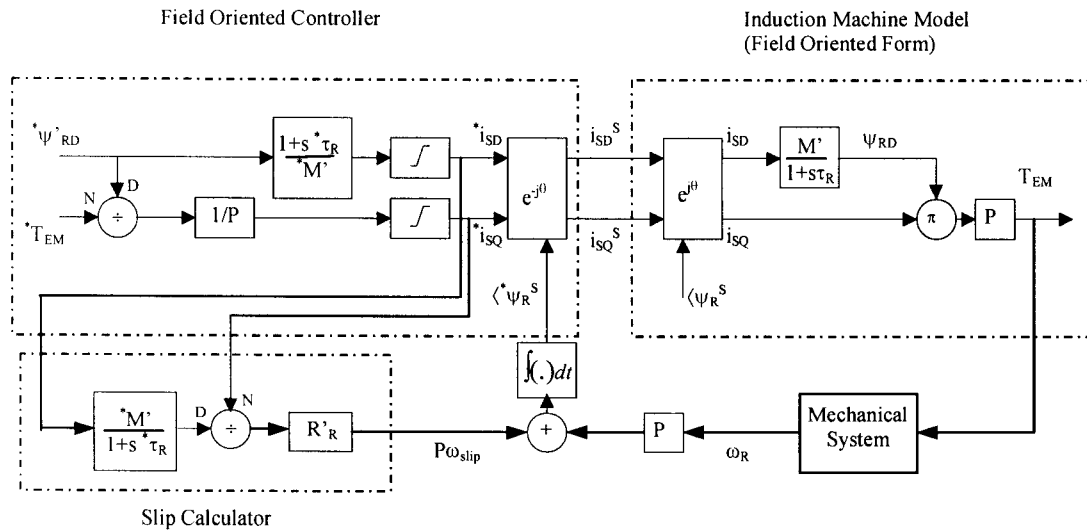 Field Oriented Controller
Induction Machine Model
(Field Oriented Form)
*ψ'RD
1+s*τR
*M'
*iSD
iSDS
iSD
M'
1+sτR
ψRD
TEM
N
D
÷
1/P
e-jθ
ejθ
π
P
*TEM
*iSQ
iSQS
iSQ
⟨*ψRS
⟨ψRS
∫(.)dt
*M'
1+s*τR
D
N
÷
R'R
PωSlip
+
P
ωR
Mechanical
System
Slip Calculator